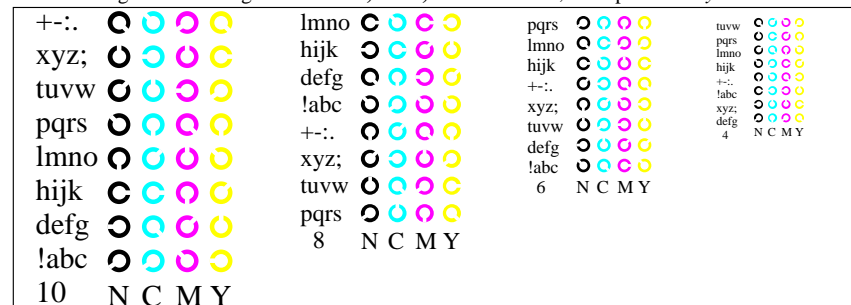 +-:.
xyz;
tuvw
pqrs
lmno
hijk
defg
!abc
10 N C M Y
lmno
hijk
defg
!abc
+-:.
xyz;
tuvw
pqrs
8 N C M Y
pqrs
lmno
hijk
+-:.
xyz;
tuvw
defg
!abc
6 N C M Y
tuvw
pqrs
lmno
hijk
+-:.
!abc
xyz;
defg
4 N C M Y